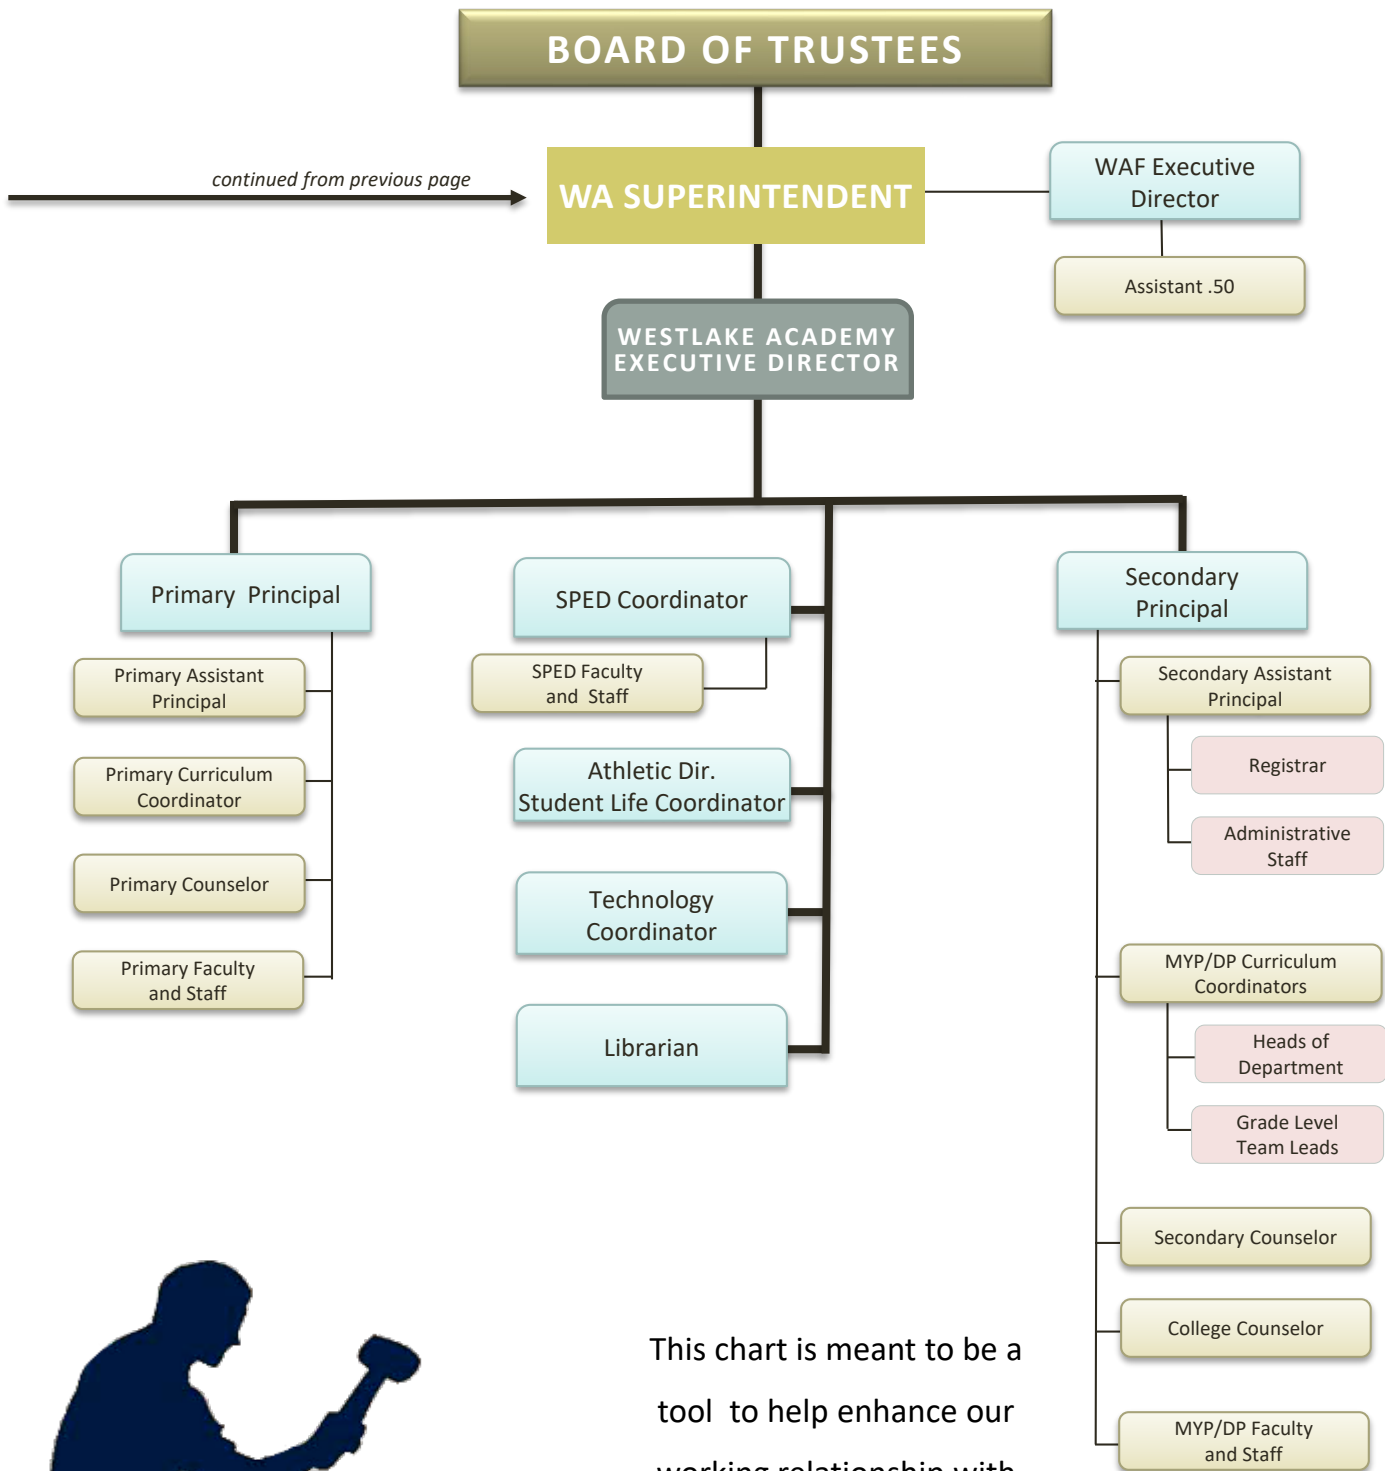 BOARD OF TRUSTEES
continued from previous page
WA SUPERINTENDENT
WAF Executive
Director
Assistant .50
WESTLAKE ACADEMY
EXECUTIVE DIRECTOR
Primary Principal
Primary Assistant
Principal
Primary Curriculum
Coordinator
Primary Counselor
Primary Faculty
and Staff
SPED Coordinator
SPED Faculty
and Staff
Athletic Dir.
Student Life Coordinator
Technology
Coordinator
Librarian
Secondary
Principal
Secondary Assistant
Principal
Registrar
Administrative
Staff
MYP/DP Curriculum
Coordinators
Heads of
Department
Grade Level
Team Leads
Secondary Counselor
College Counselor
MYP/DP Faculty
and Staff
This chart is meant to be a
tool to help enhance our
working relationship with